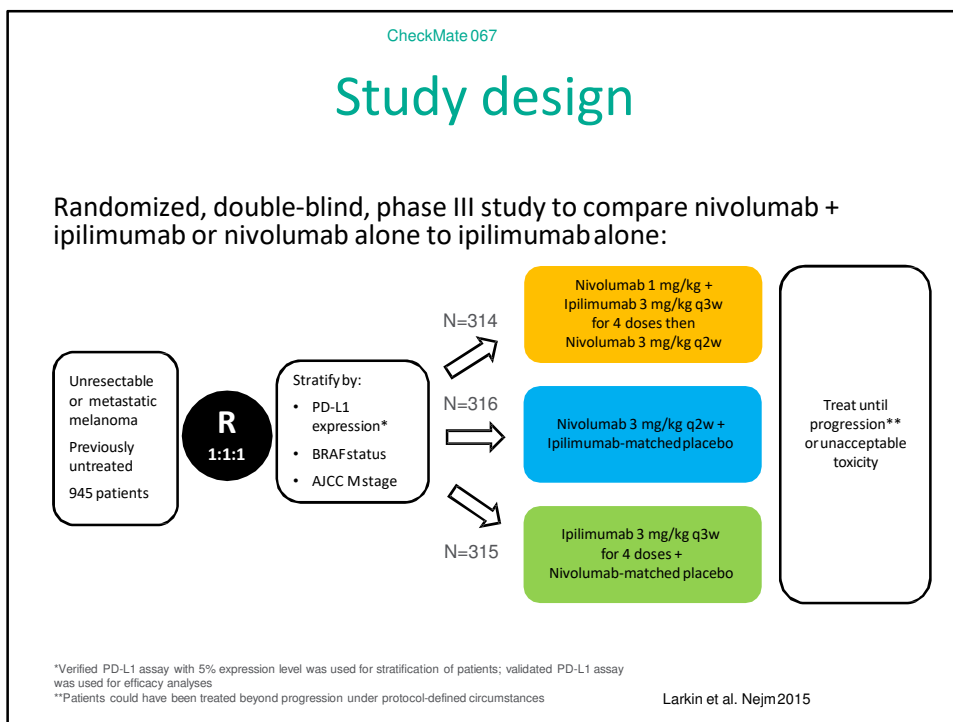 CheckMate 067
Study design
Randomized, double-blind, phase III study to compare nivolumab +
ipilimumab or nivolumab alone to ipilimumab alone:
Unresectable
or metastatic
melanoma
Previously
untreated
945 patients
R
1:1:1
Stratify by:
• PD-L1
expression*
• BRAF status
• AJCC M stage
N=314
N=316
N=315
Nivolumab 1 mg/kg +
Ipilimumab 3 mg/kg q3w
for 4 doses then
Nivolumab 3 mg/kg q2w
Nivolumab 3 mg/kg q2w +
Ipilimumab-matched placebo
Ipilimumab 3 mg/kg q3w
for 4 doses +
Nivolumab-matched placebo
Treat until
progression**
or unacceptable
toxicity
*Verified PD-L1 assay with 5% expression level was used for stratification of patients; validated PD-L1 assay
was used for efficacy analyses
**Patients could have been treated beyond progression under protocol-defined circumstances
Larkin et al. Nejm 2015